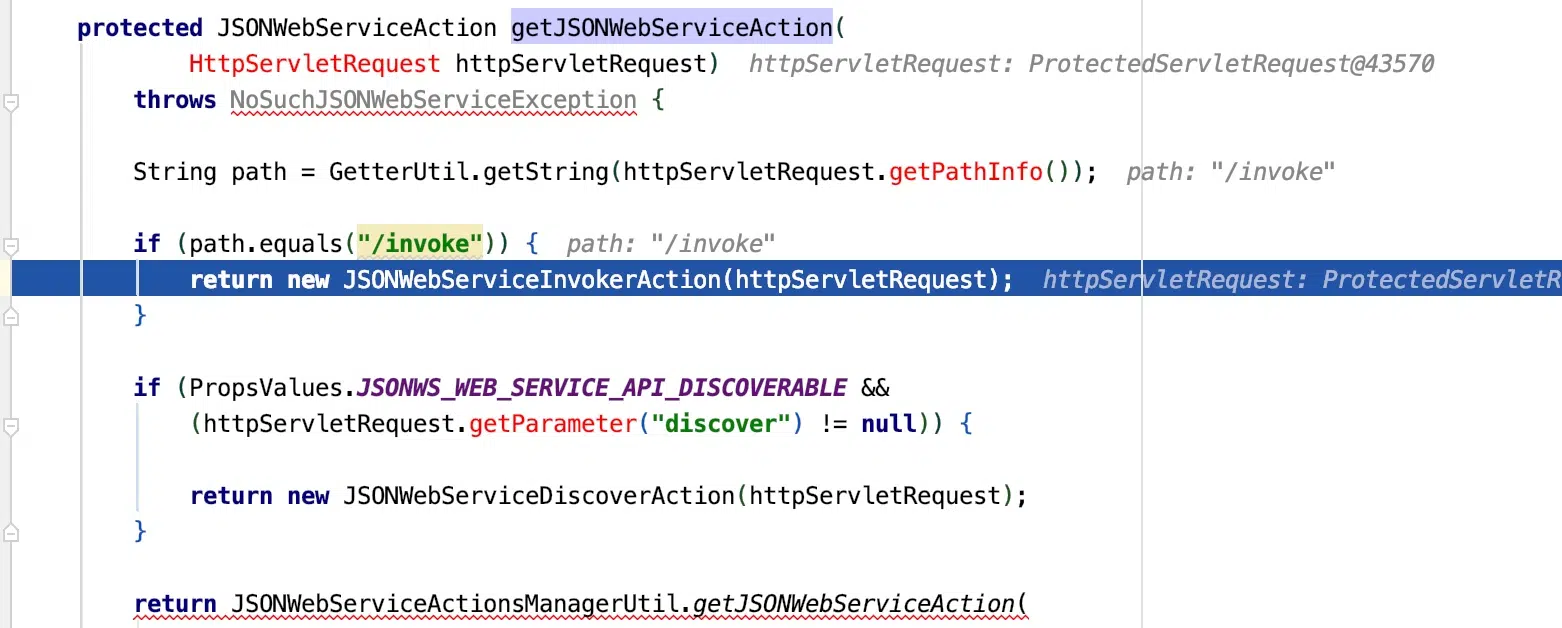 protected JSONWebServiceAction getJSONWebServiceAction(
HttpServletRequest httpServletRequest) httpServletRequest: ProtectedServletRequest@43570
throws NoSuchJSONWebServiceException {
String path = GetterUtil.getString(httpServletRequest.getPathInfo()); path: "/invoke"
if (path.equals("/invoke")) { path: "/invoke"
return new JSONWebServiceInvokerAction(httpServletRequest); httpServletRequest: ProtectedServletR
}
if (PropsValues.JSONWS_WEB_SERVICE_API_DISCOVERABLE &&
(httpServletRequest.getParameter("discover") != null)) {
return new JSONWebServiceDiscoverAction(httpServletRequest);
}
return JSONWebServiceActionsManagerUtil.getJSONWebServiceAction(